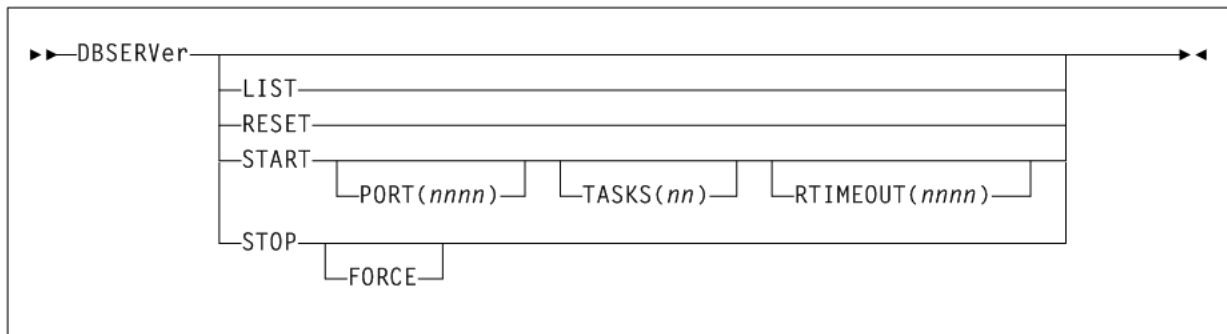 DBSERVer
LIST
RESET
START
PORT(nnnn) TASKS(nn) RTIMEOUT(nnnn)
STOP
FORCE